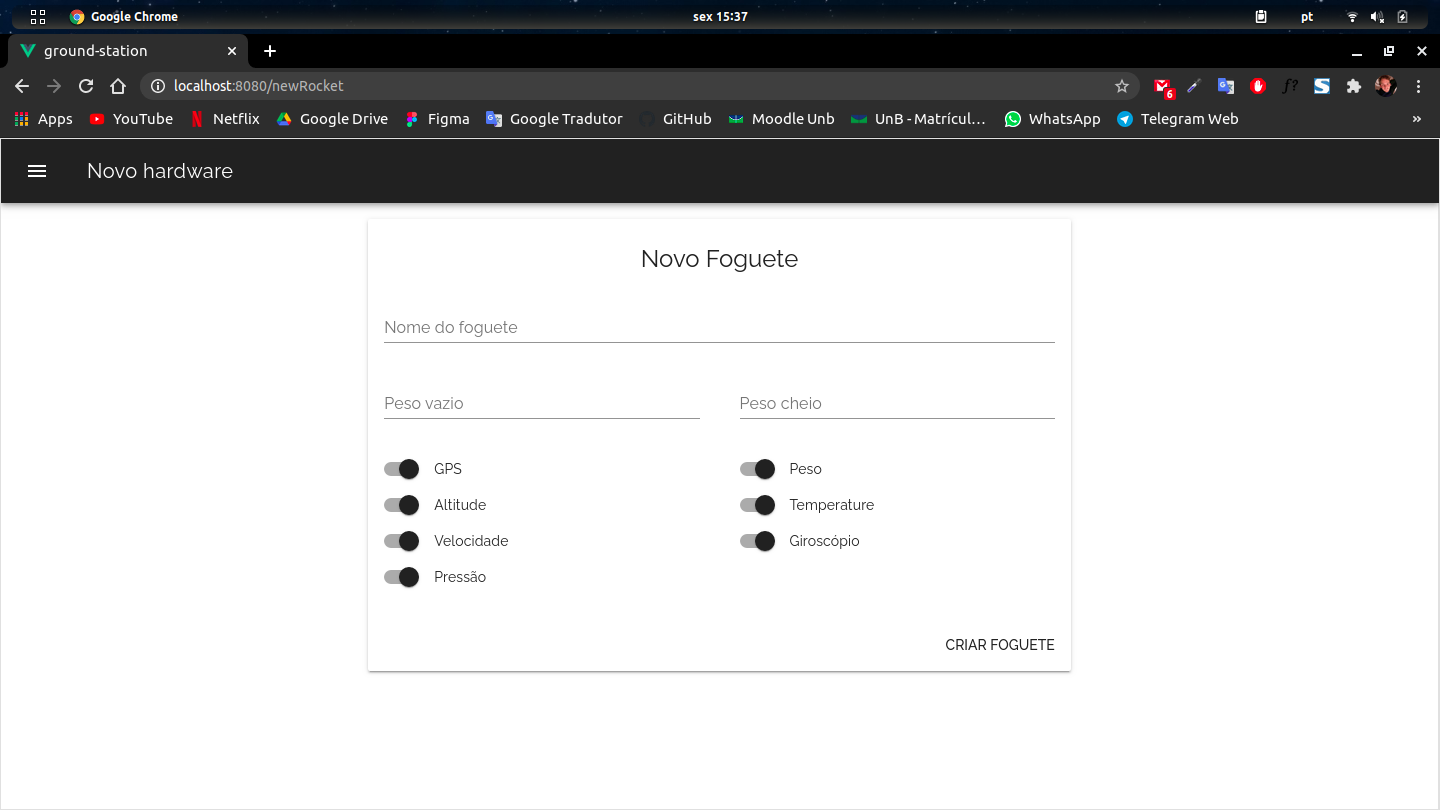 Google Chrome sex 15:37 pt
ground-station
localhost:8080/newRocket
6 f?
Apps YouTube Netflix Google Drive Figma Google Tradutor GitHub Moodle Unb UnB - Matrícul... WhatsApp Telegram Web »
Novo hardware
Novo Foguete
Nome do foguete
Peso vazio Peso cheio
GPS Peso
Altitude Temperature
Velocidade Giroscópio
Pressão
CRIAR FOGUETE